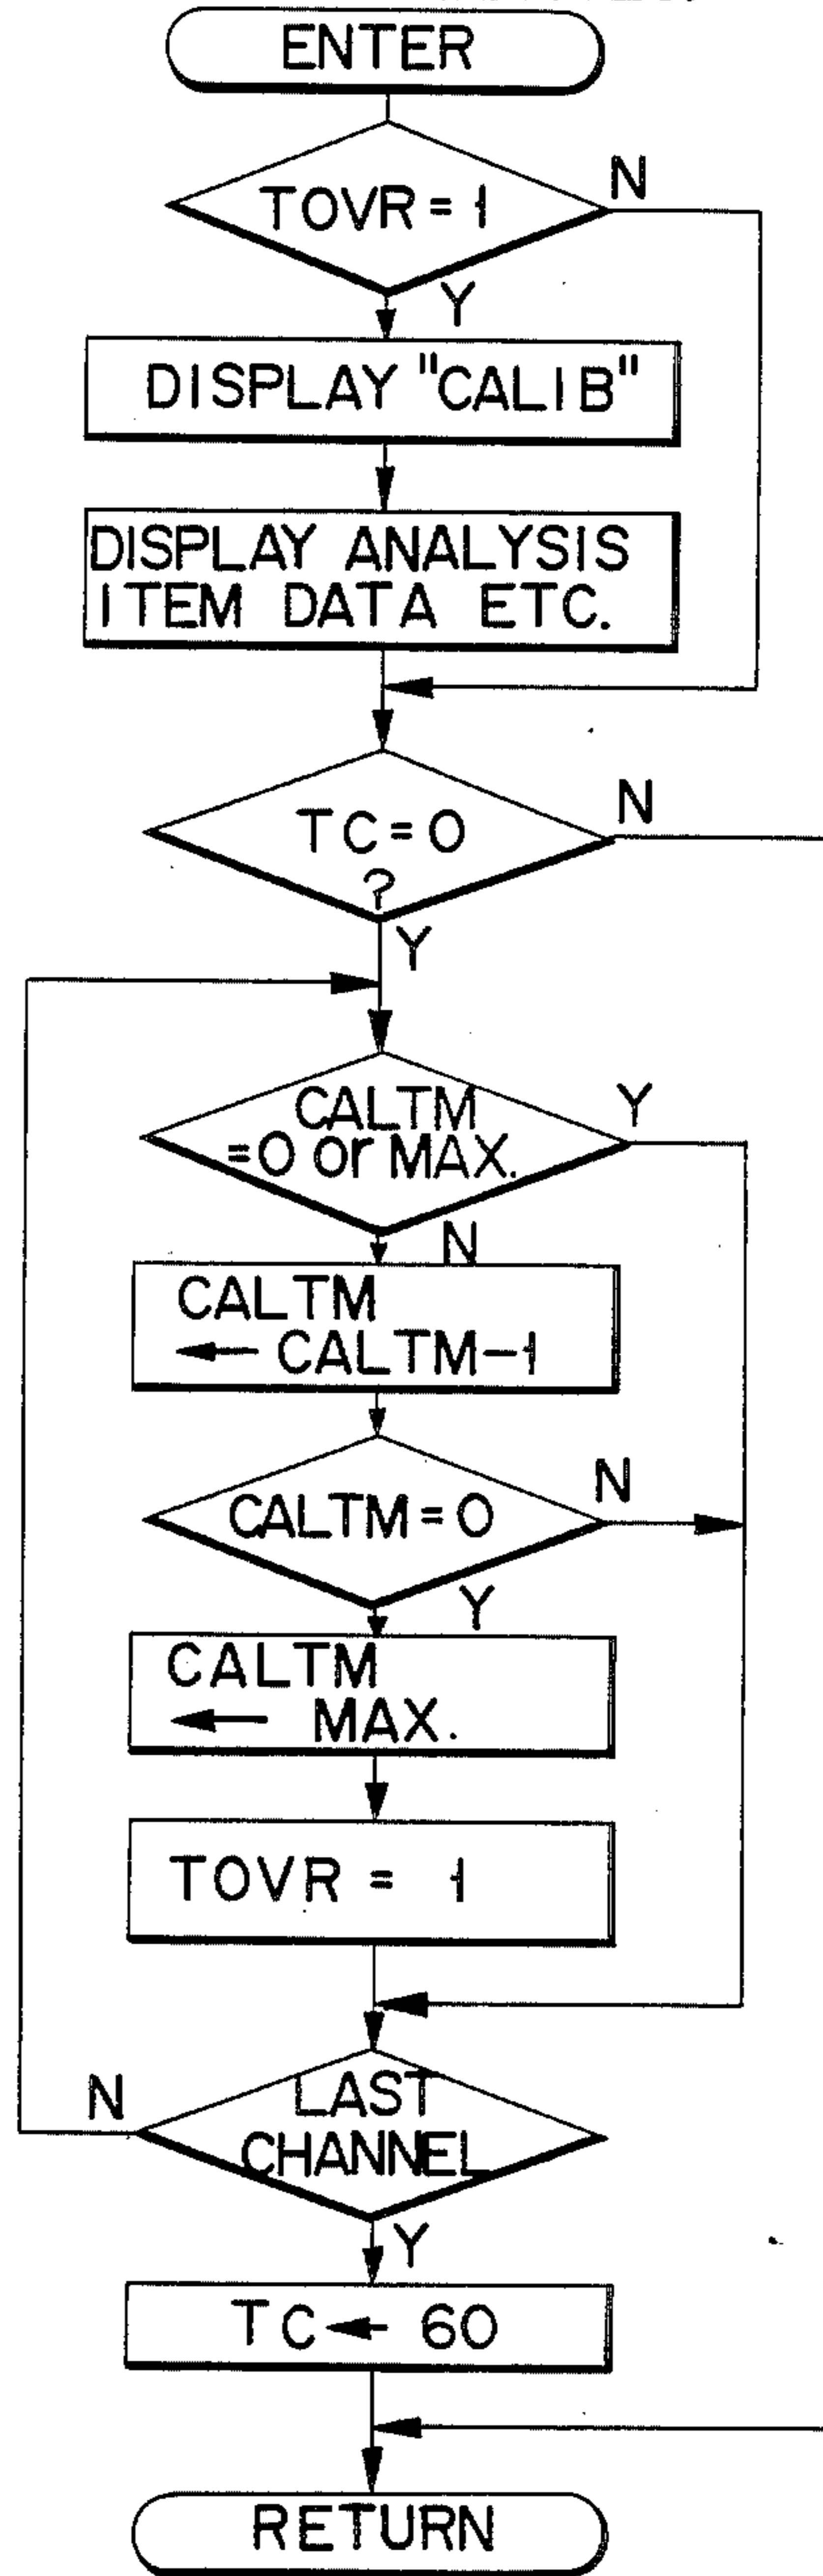 ENTER
TOVR = 1
N
Y
DISPLAY "CALIB"
DISPLAY ANALYSIS
ITEM DATA ETC.
TC=0
?
N
Y
CALTM
=0 or MAX.
Y
N
CALTM
← CALTM-1
CALTM=0
N
Y
CALTM
← MAX.
TOVR = 1
LAST
CHANNEL
N
Y
TC ← 60
RETURN